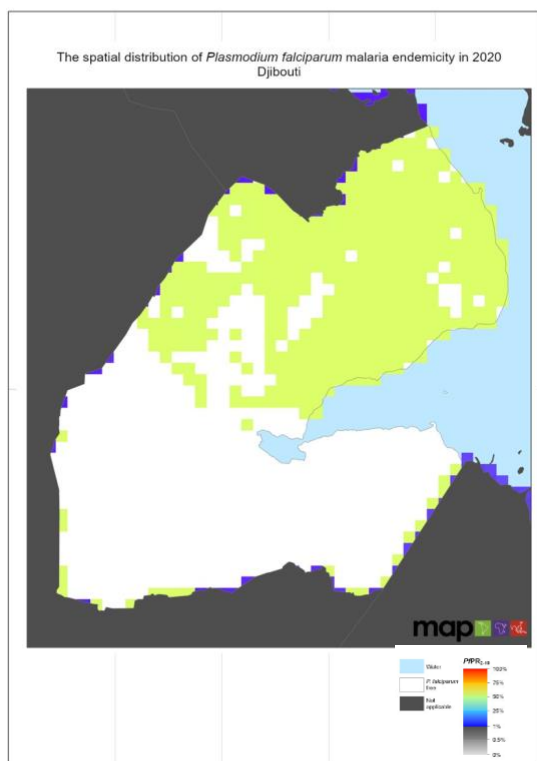 The spatial distribution of Plasmodium falciparum malaria endemicity in 2020
Djibouti
map
Water
P. falciparum
free
Not
applicable
PfPR2-10
100%
75%
50%
25%
1%
0.5%
0%